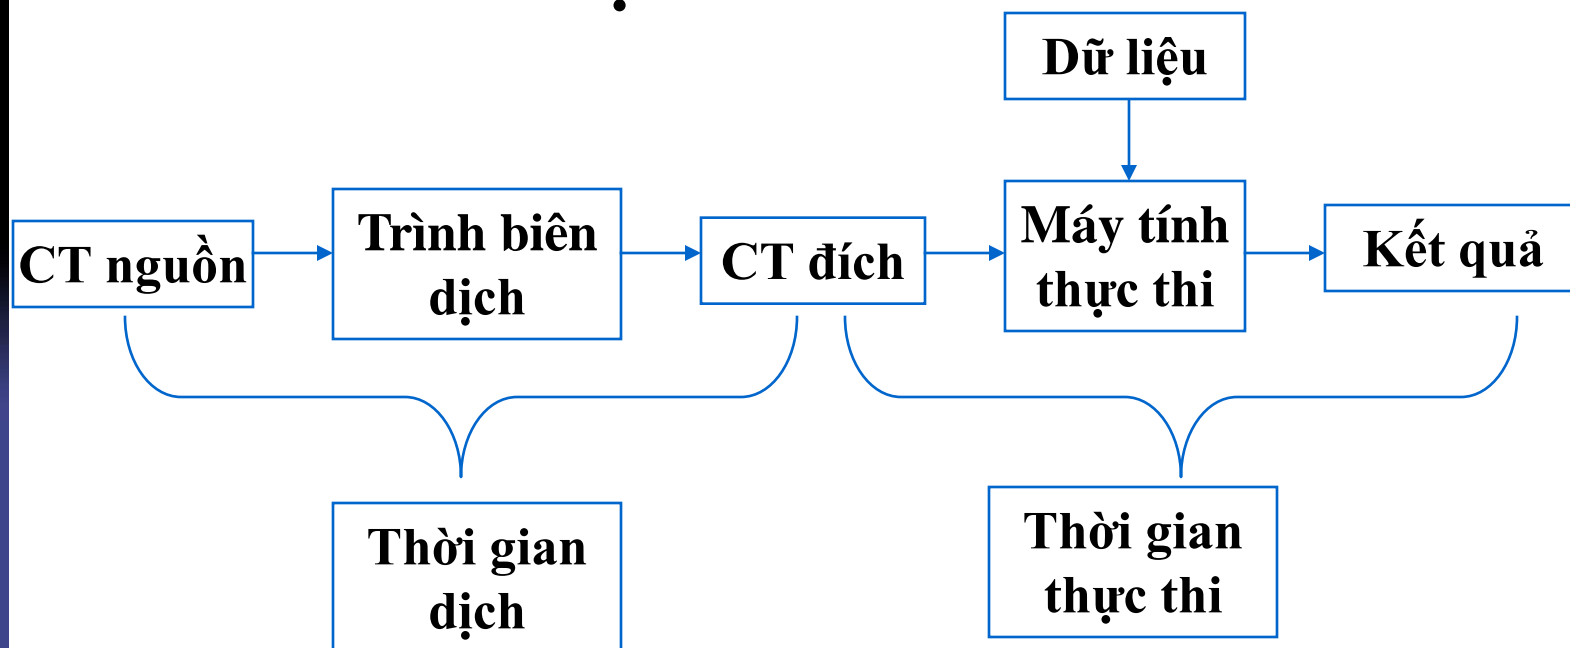 Dữ liệu
CT nguồn
Trình biên
dịch
CT đích
Máy tính
thực thi
Kết quả
Thời gian
dịch
Thời gian
thực thi